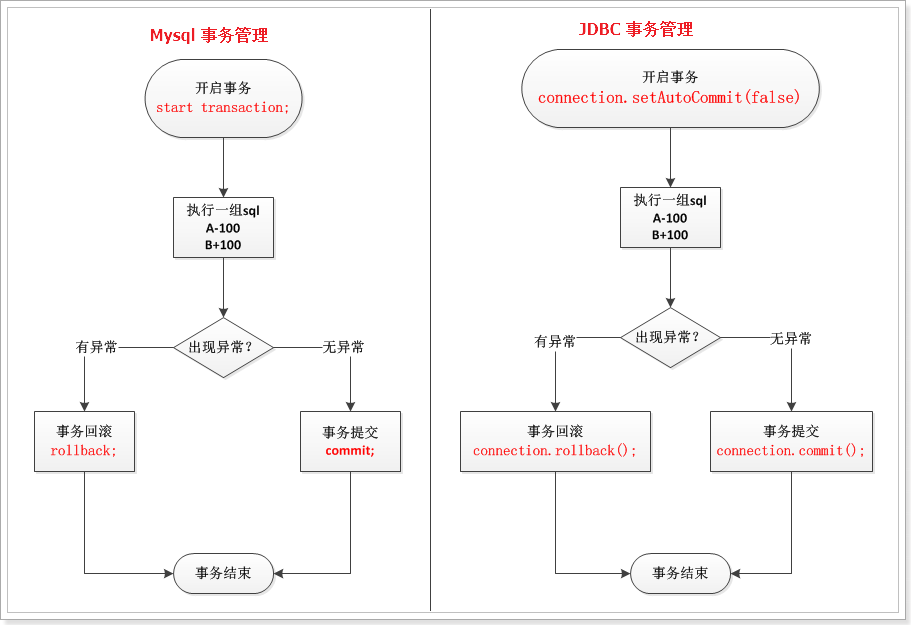 Mysql 事务管理
开启事务
start transaction;
执行一组sql
A-100
B+100
出现异常?
有异常
无异常
事务回滚
rollback;
事务提交
commit;
事务结束
JDBC 事务管理
开启事务
connection.setAutoCommit(false)
执行一组sql
A-100
B+100
出现异常?
有异常
无异常
事务回滚
connection.rollback();
事务提交
connection.commit();
事务结束